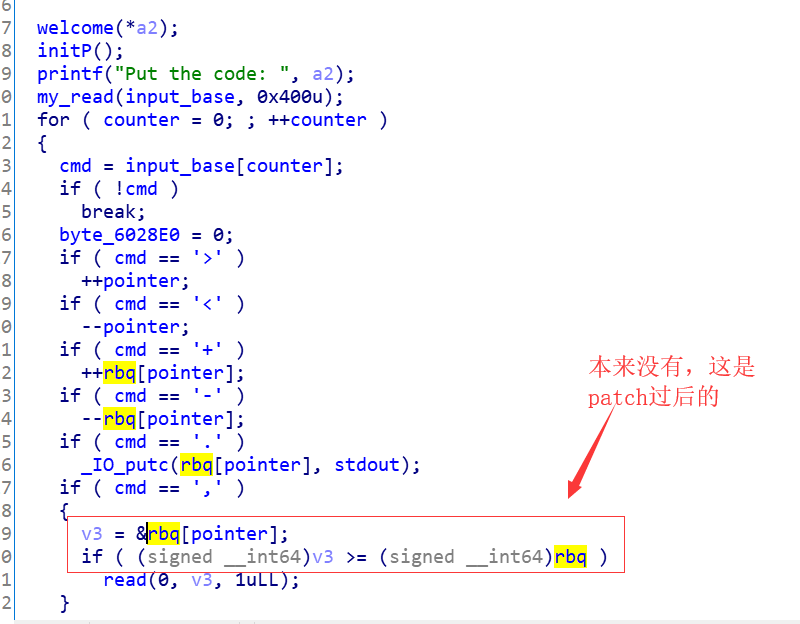 6
7 welcome(*a2);
8 initP();
9 printf("Put the code: ", a2);
0 my_read(input_base, 0x400u);
1 for ( counter = 0; ; ++counter )
2 {
3 cmd = input_base[counter];
4 if ( !cmd )
5 break;
6 byte_6028E0 = 0;
7 if ( cmd == '>' )
8 ++pointer;
9 if ( cmd == '<' )
0 --pointer;
1 if ( cmd == '+' )
2 ++rbq[pointer];
3 if ( cmd == '-' )
4 --rbq[pointer];
5 if ( cmd == '.' )
6 _IO_putc(rbq[pointer], stdout);
7 if ( cmd == ',' )
8 {
9 v3 = &rbq[pointer];
0 if ( (signed __int64)v3 >= (signed __int64)rbq )
1 read(0, v3, 1uLL);
2 }
本来没有，这是
patch过后的